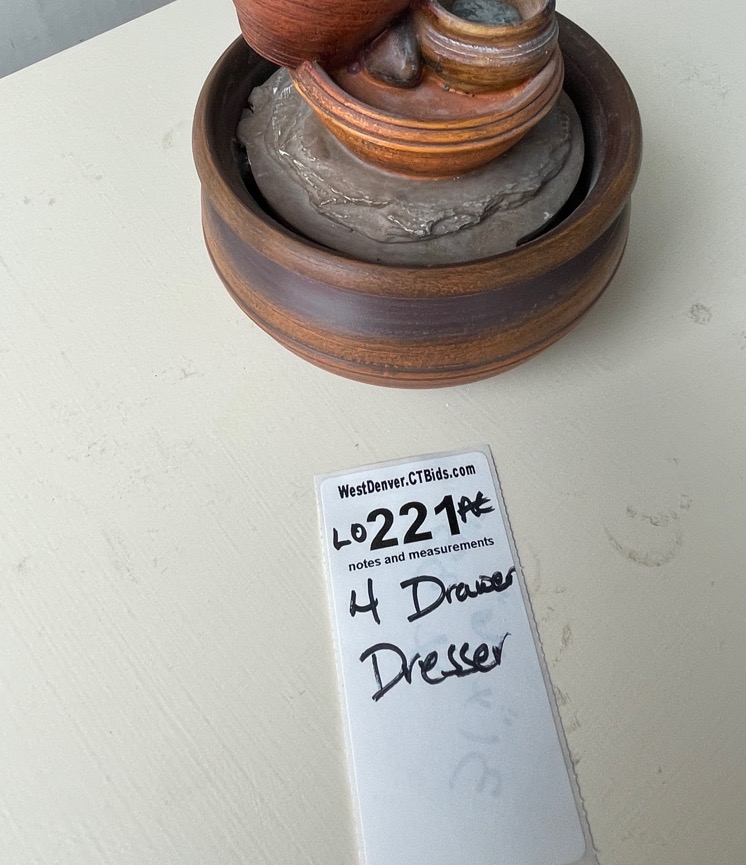 WestDenver.CTBids.com
LO221AE
notes and measurements
4 Drawer
Dresser